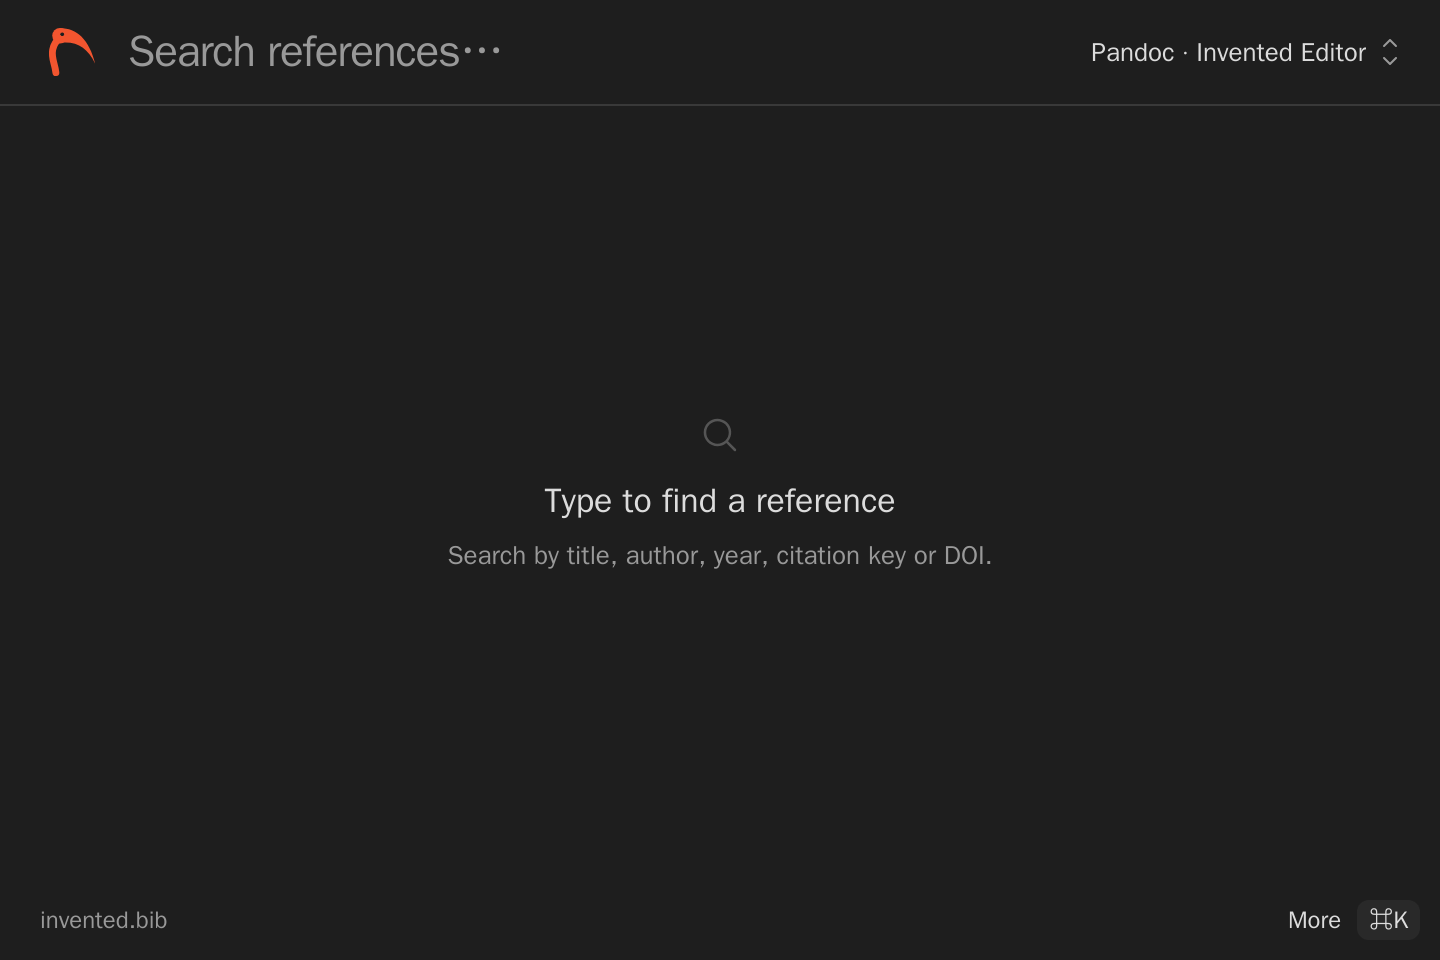 Search references…
Pandoc · Invented Editor
Type to find a reference
Search by title, author, year, citation key or DOI.
invented.bib
More ⌘K